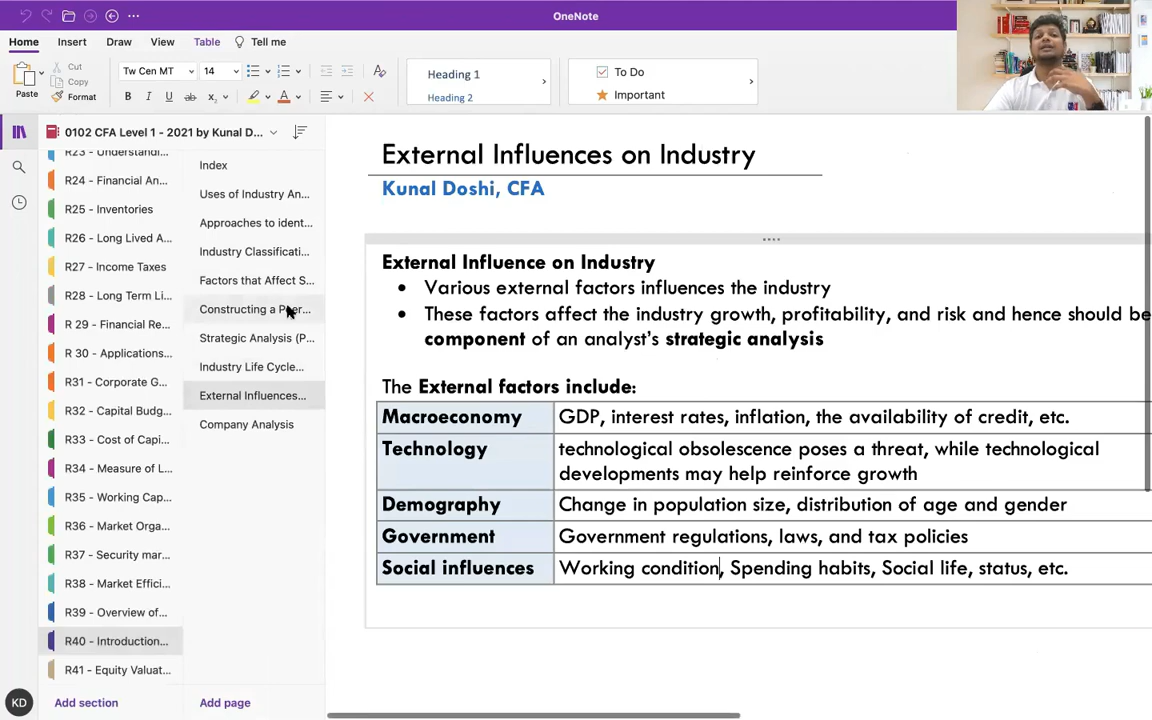 OneNote
Home Insert Draw View Table Tell me
Paste
Cut
Copy
Format
Tw Cen MT 14
B I U ab x₂ A
Heading 1
Heading 2
To Do
Important
0102 CFA Level 1 - 2021 by Kunal D...
R23 - Understandi...
R24 - Financial An...
R25 - Inventories
R26 - Long Lived A...
R27 - Income Taxes
R28 - Long Term Li...
R 29 - Financial Re...
R 30 - Applications...
R31 - Corporate G...
R32 - Capital Budg...
R33 - Cost of Capi...
R34 - Measure of L...
R35 - Working Cap...
R36 - Market Orga...
R37 - Security mar...
R38 - Market Effici...
R39 - Overview of...
R40 - Introduction...
R41 - Equity Valuat...
KD
Add section
Index
Uses of Industry An...
Approaches to ident...
Industry Classificati...
Factors that Affect S...
Constructing a Peer...
Strategic Analysis (P...
Industry Life Cycle...
External Influences...
Company Analysis
Add page
External Influences on Industry
Kunal Doshi, CFA
External Influence on Industry
• Various external factors influences the industry
• These factors affect the industry growth, profitability, and risk and hence should be
component of an analyst's strategic analysis
The External factors include:
Macroeconomy GDP, interest rates, inflation, the availability of credit, etc.
Technology technological obsolescence poses a threat, while technological
developments may help reinforce growth
Demography Change in population size, distribution of age and gender
Government Government regulations, laws, and tax policies
Social influences Working condition, Spending habits, Social life, status, etc.